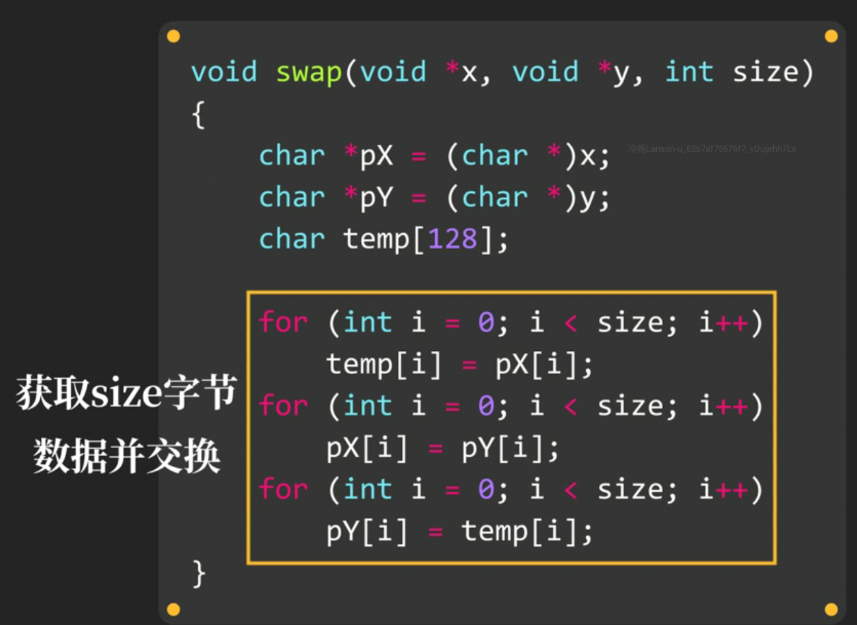 void swap(void *x, void *y, int size)
{
char *pX = (char *)x;
char *pY = (char *)y;
char temp[128];
for (int i = 0; i < size; i++)
temp[i] = pX[i];
for (int i = 0; i < size; i++)
pX[i] = pY[i];
for (int i = 0; i < size; i++)
pY[i] = temp[i];
}
获取size字节
数据并交换